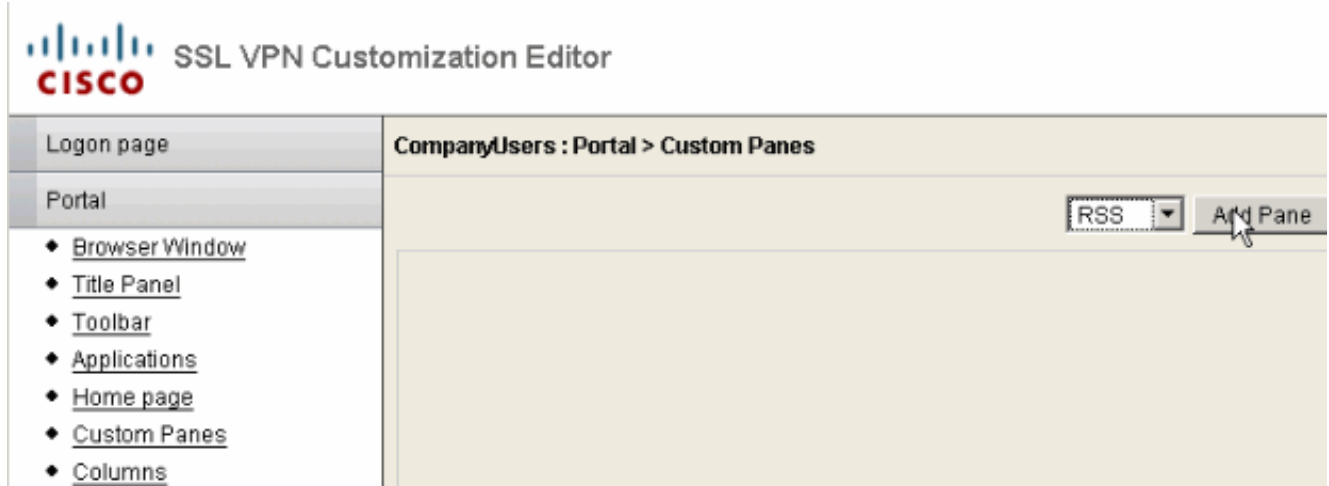 CISCO SSL VPN Customization Editor
Logon page
Portal
Browser Window
Title Panel
Toolbar
Applications
Home page
Custom Panes
Columns
CompanyUsers : Portal > Custom Panes
RSS
Add Pane